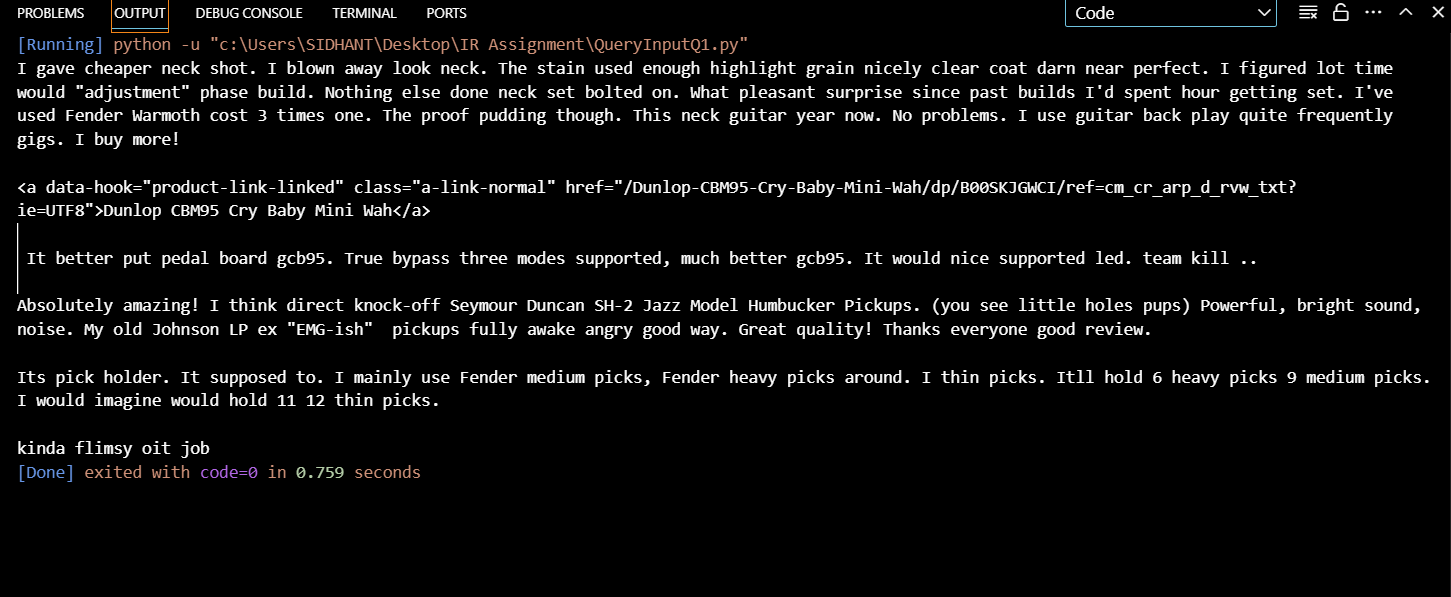 PROBLEMS OUTPUT DEBUG CONSOLE TERMINAL PORTS Code
[Running] python -u "c:\Users\SIDHANT\Desktop\IR Assignment\QueryInputQ1.py"
I gave cheaper neck shot. I blown away look neck. The stain used enough highlight grain nicely clear coat darn near perfect. I figured lot time
would "adjustment" phase build. Nothing else done neck set bolted on. What pleasant surprise since past builds I'd spent hour getting set. I've
used Fender Warmoth cost 3 times one. The proof pudding though. This neck guitar year now. No problems. I use guitar back play quite frequently
gigs. I buy more!
<a data-hook="product-link-linked" class="a-link-normal" href="/Dunlop-CBM95-Cry-Baby-Mini-Wah/dp/B00SKJGWCI/ref=cm_cr_arp_d_rvw_txt?
ie=UTF8">Dunlop CBM95 Cry Baby Mini Wah</a>
It better put pedal board gcb95. True bypass three modes supported, much better gcb95. It would nice supported led. team kill ..
Absolutely amazing! I think direct knock-off Seymour Duncan SH-2 Jazz Model Humbucker Pickups. (you see little holes pups) Powerful, bright sound,
noise. My old Johnson LP ex "EMG-ish"  pickups fully awake angry good way. Great quality! Thanks everyone good review.
Its pick holder. It supposed to. I mainly use Fender medium picks, Fender heavy picks around. I thin picks. Itll hold 6 heavy picks 9 medium picks.
I would imagine would hold 11 12 thin picks.
kinda flimsy oit job
[Done] exited with code=0 in 0.759 seconds